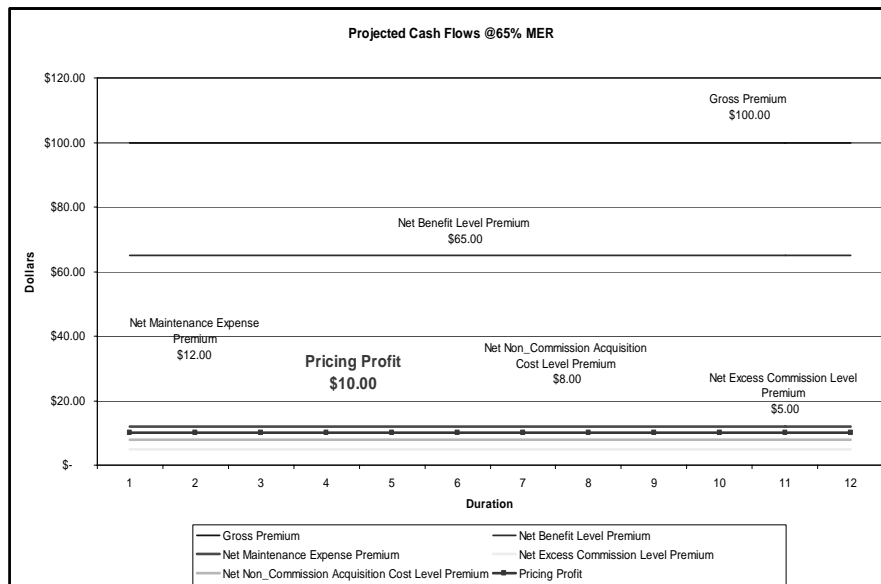 Projected Cash Flows @65% MER
$120.00
$100.00
$80.00
$60.00
$40.00
$20.00
$-
Dollars
Gross Premium
$100.00
Net Benefit Level Premium
$65.00
Net Maintenance Expense
Premium
$12.00
Pricing Profit
$10.00
Net Non_Commission Acquisition
Cost Level Premium
$8.00
Net Excess Commission Level
Premium
$5.00
1 2 3 4 5 6 7 8 9 10 11 12
Duration
Gross Premium
Net Benefit Level Premium
Net Maintenance Expense Premium
Net Excess Commission Level Premium
Net Non_Commission Acquisition Cost Level Premium
Pricing Profit